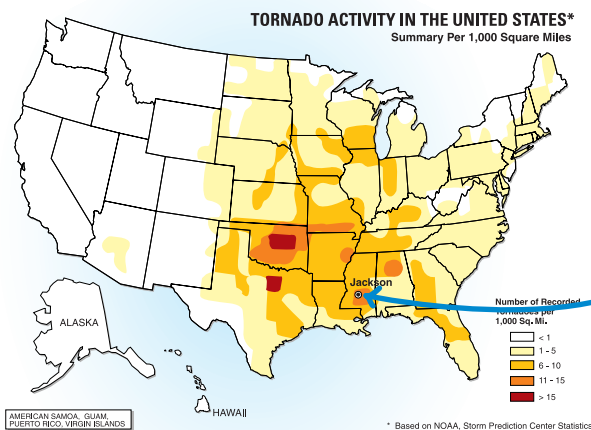 TORNADO ACTIVITY IN THE UNITED STATES*
Summary Per 1,000 Square Miles
Jackson
Number of Recorded
Tornadoes per
1,000 Sq. Mi.
< 1
1 - 5
6 - 10
11 - 15
> 15
ALASKA
HAWAII
AMERICAN SAMOA, GUAM,
PUERTO RICO, VIRGIN ISLANDS
* Based on NOAA, Storm Prediction Center Statistics